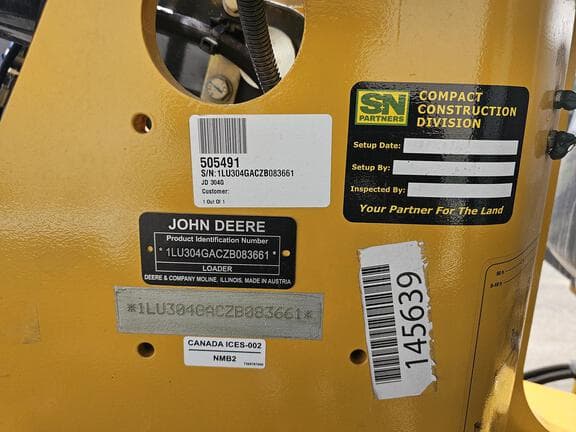 505491
S/N: 1LU304GACZB083661
JD 304G
Customer:
1 Out Of 1
SN
PARTNERS
COMPACT
CONSTRUCTION
DIVISION
Setup Date:
Setup By:
Inspected By:
Your Partner For The Land
JOHN DEERE
Product Identification Number
* 1LU304GACZB083661 *
LOADER
DEERE & COMPANY MOLINE, ILLINOIS, MADE IN AUSTRIA
*1LU304GACZB083661*
CANADA ICES-002
NMB2
145639